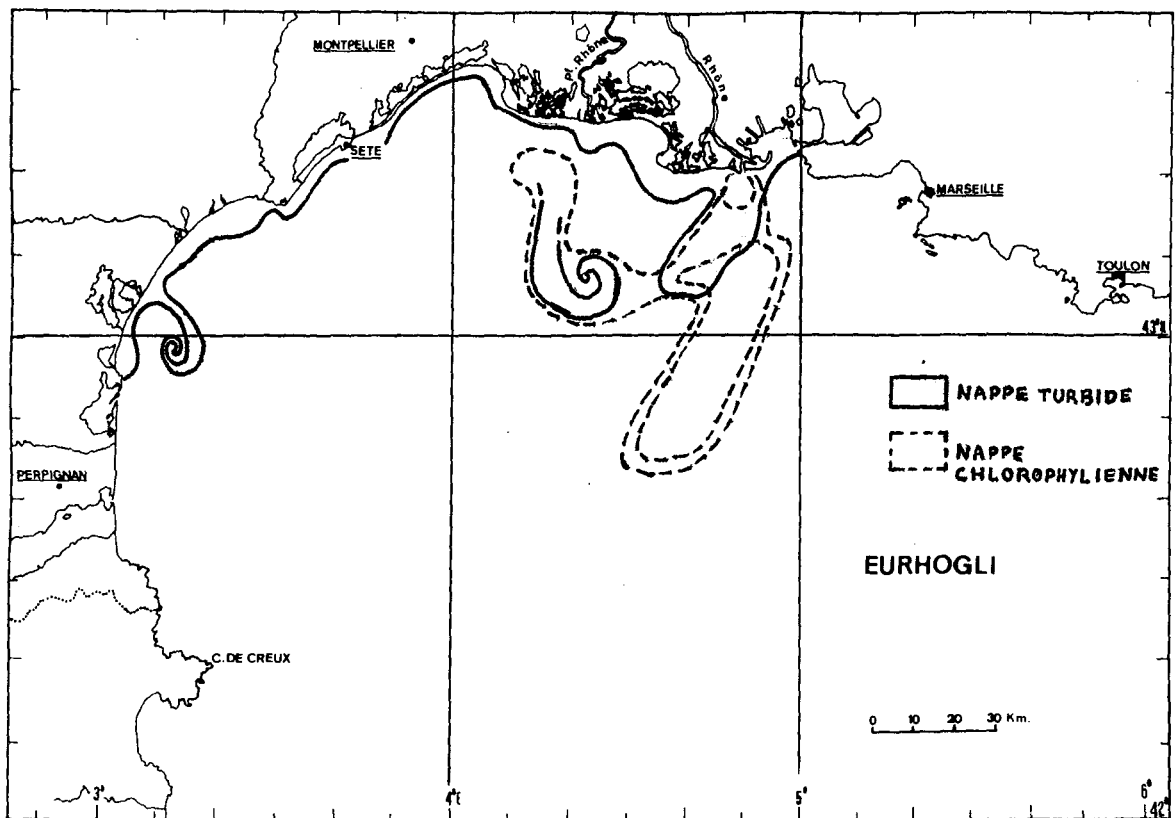 MONTPELLIER
pt. Rhône
Rhône
SETE
MARSEILLE
TOULON
43°N
NAPPE TURBIDE
NAPPE
CHLOROPHYLIENNE
PERPIGNAN
EURHOGLI
C. DE CREUX
0 10 20 30 Km.
3° 4°E 5° 6°
42°